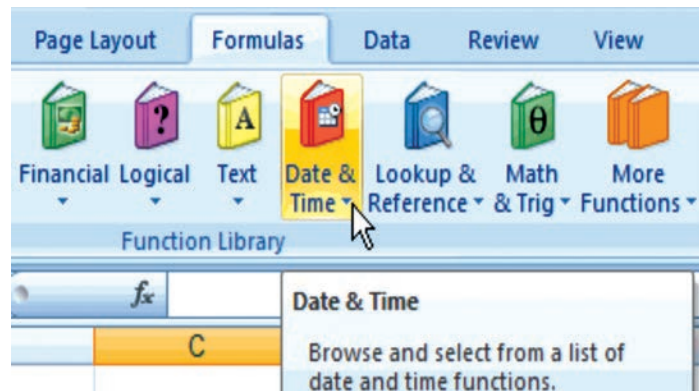 Page Layout Formulas Data Review View
Financial Logical Text Date & Time Lookup & Reference Math & Trig More Functions
Function Library
fx
Date & Time
C
Browse and select from a list of
date and time functions.